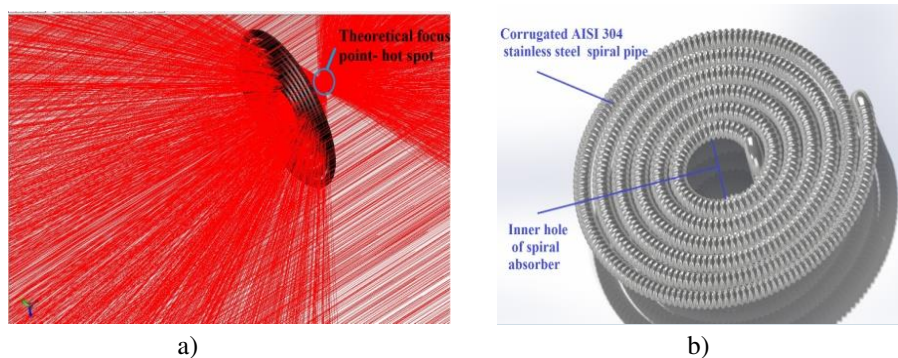 Theoretical focus
point- hot spot
Corrugated AISI 304
stainless steel spiral pipe
Inner hole
of spiral
absorber
a)
b)